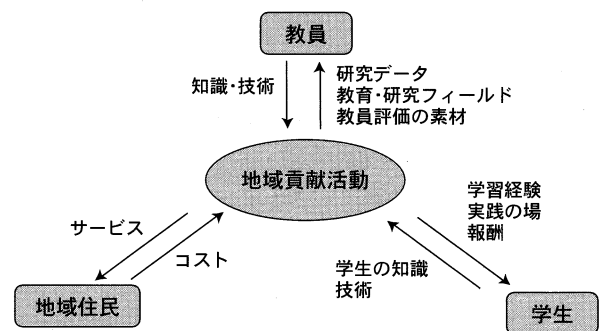 教員
知識・技術
研究データ
教育・研究フィールド
教員評価の素材
地域貢献活動
サービス
コスト
学習経験
実践の場
報酬
学生の知識
技術
地域住民
学生